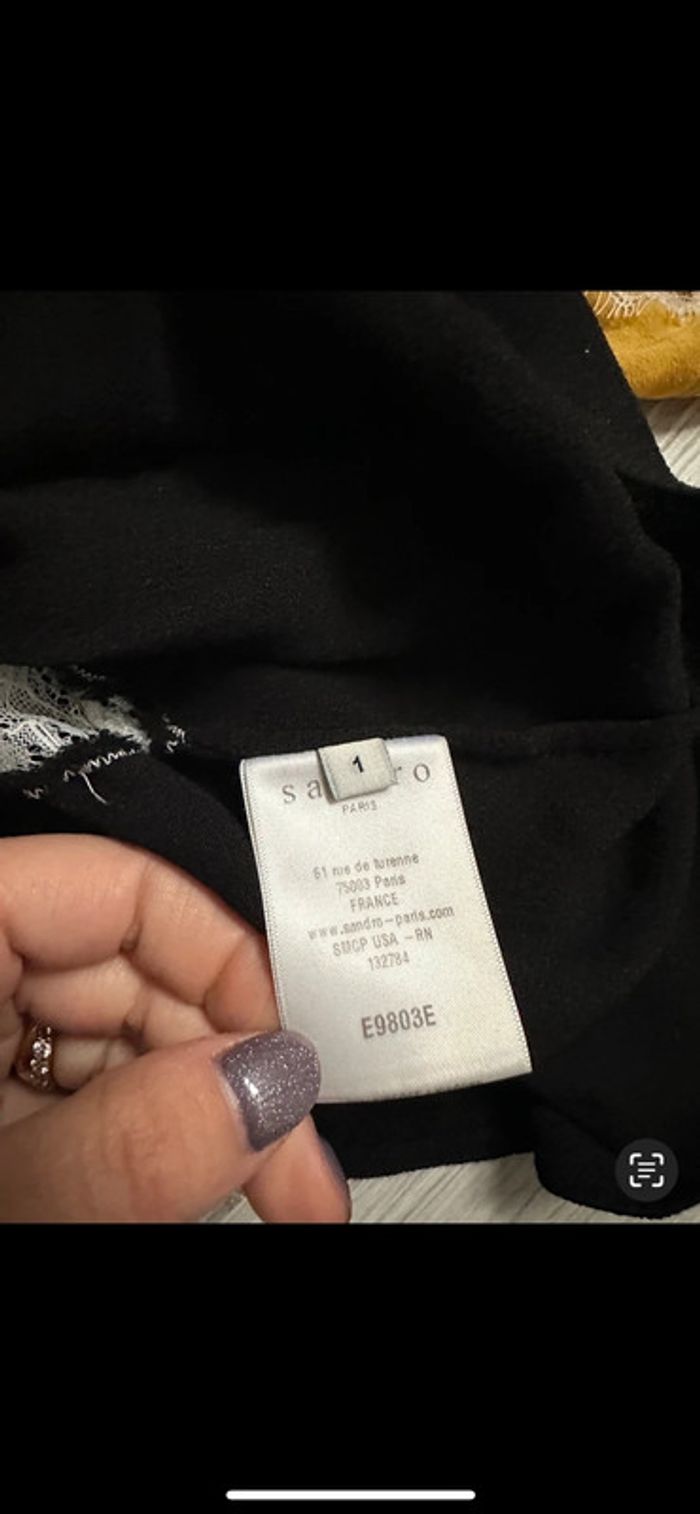 1
sandro
PARIS
61 rue de turenne
75003 Paris
FRANCE
www.sandro-paris.com
SMCP USA -RN
132784
E9803E